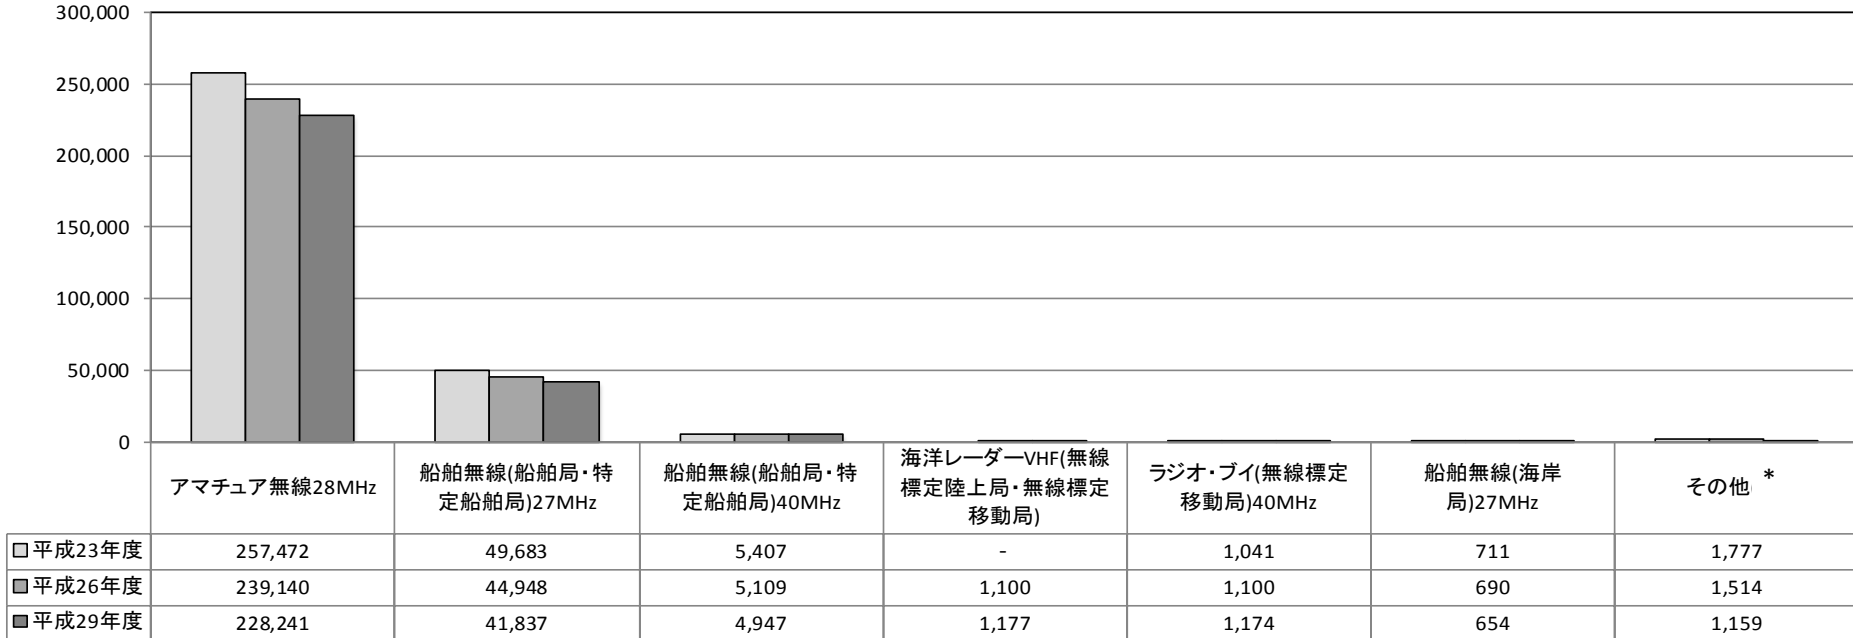 300,000
250,000
200,000
150,000
100,000
50,000
0
アマチュア無線28MHz
船舶無線(船舶局・特
定船舶局)27MHz
船舶無線(船舶局・特
定船舶局)40MHz
海洋レーダーVHF(無線
標定陸上局・無線標定
移動局)
ラジオ・ブイ(無線標定
移動局)40MHz
船舶無線(海岸
局)27MHz
その他 *
平成23年度 257,472 49,683 5,407 - 1,041 711 1,777
平成26年度 239,140 44,948 5,109 1,100 1,100 690 1,514
平成29年度 228,241 41,837 4,947 1,177 1,174 654 1,159